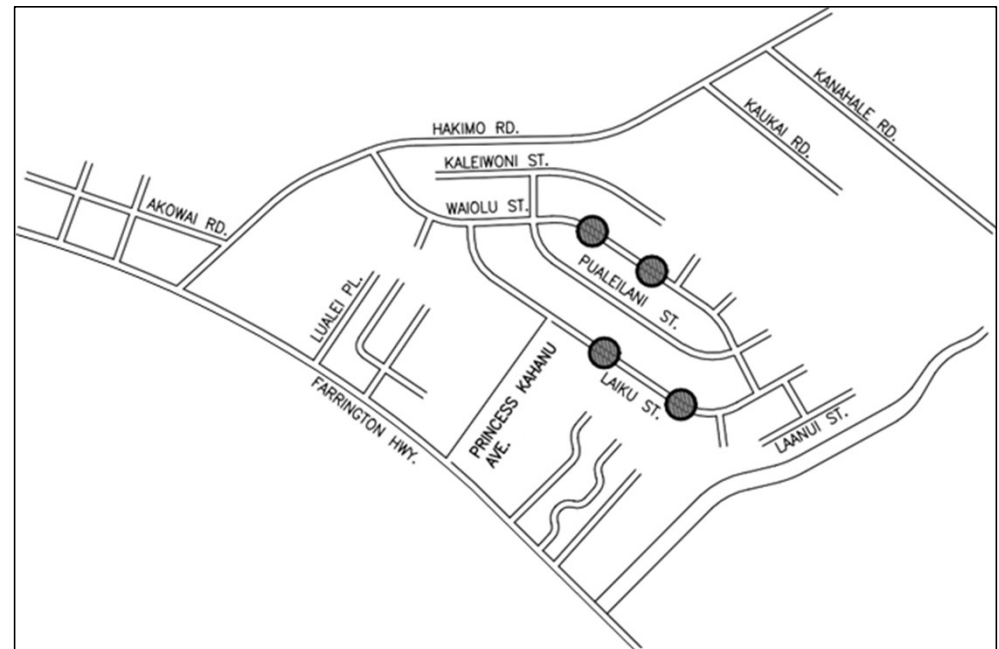 KANAHALE RD.
KAUKAI RD.
HAKIMO RD.
KALEIWONI ST.
WAIOLU ST.
AKOWAI RD.
PUALEILANI ST.
LUALEI PL.
PRINCESS KAHANU
AVE.
LAIKU ST.
FARRINGTON HWY.
LAANUI ST.